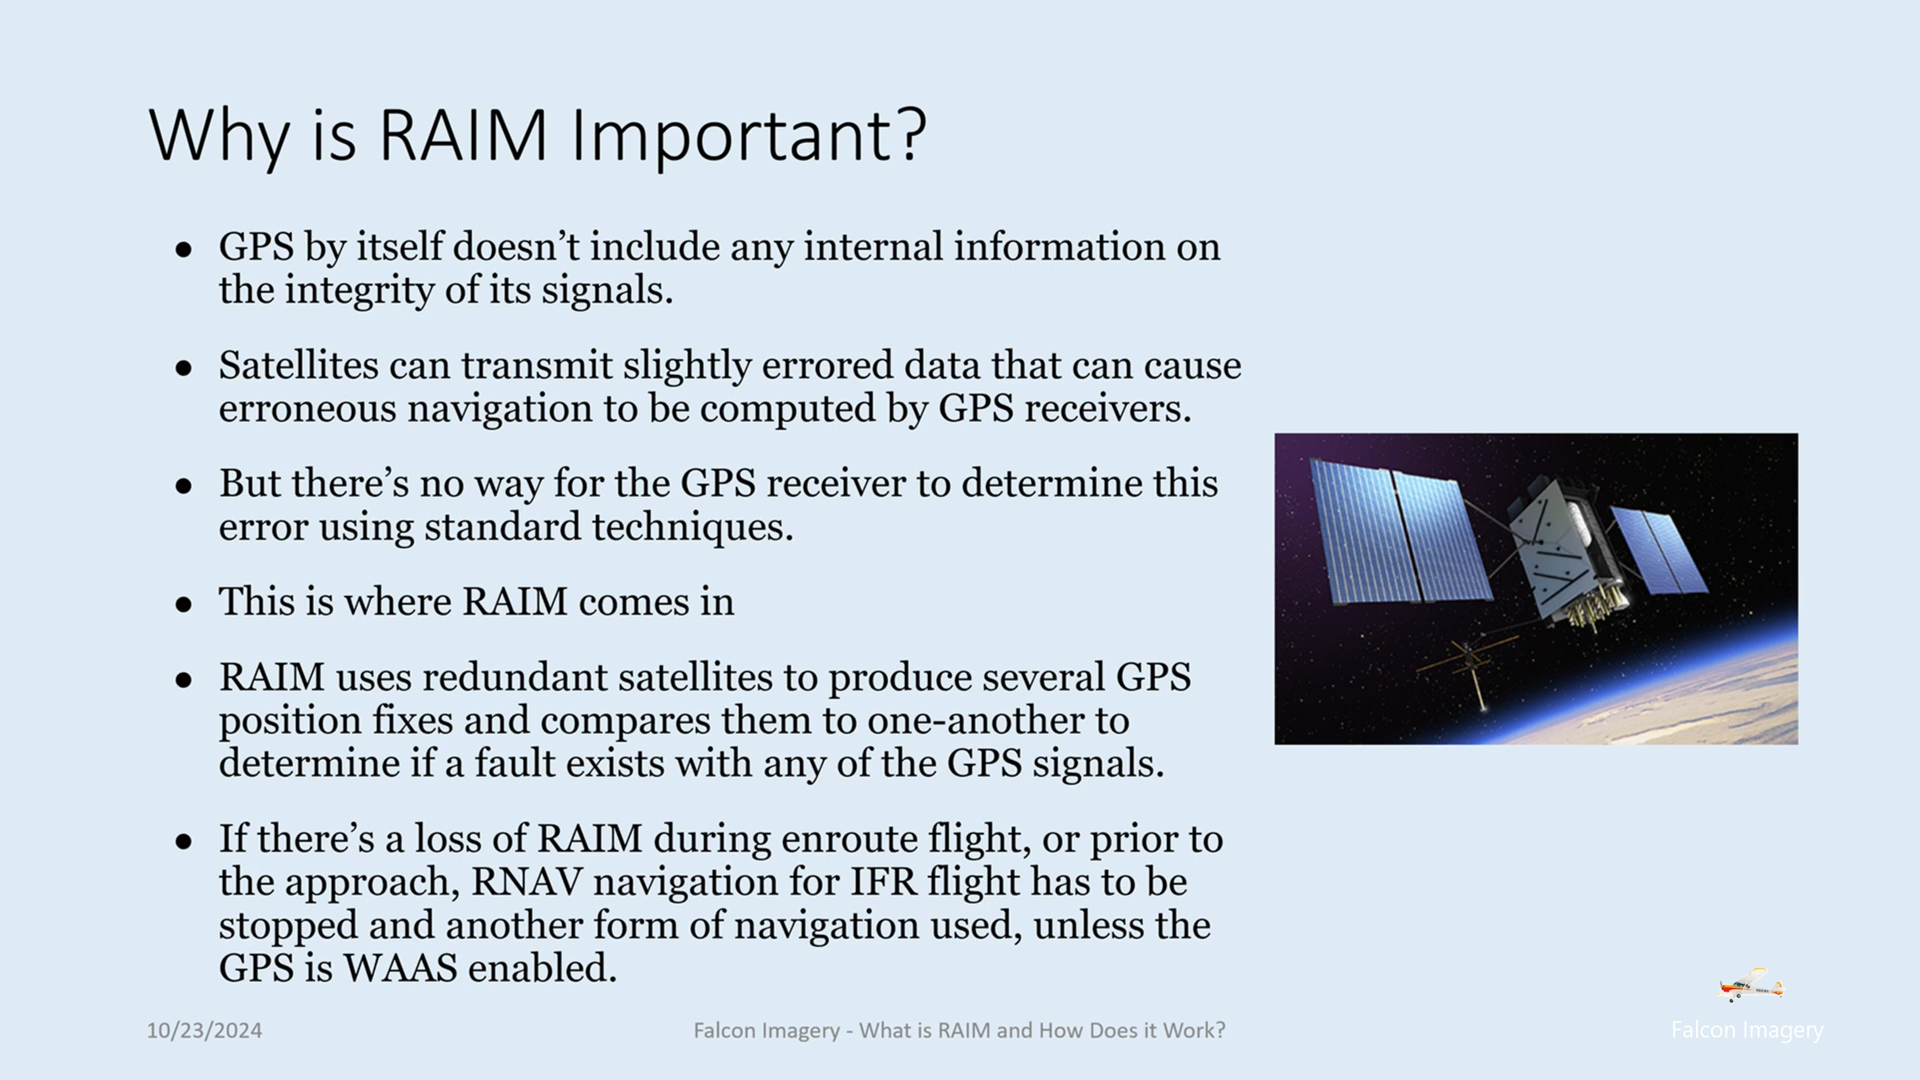 Why is RAIM Important?
● GPS by itself doesn’t include any internal information on
the integrity of its signals.
● Satellites can transmit slightly errored data that can cause
erroneous navigation to be computed by GPS receivers.
● But there’s no way for the GPS receiver to determine this
error using standard techniques.
● This is where RAIM comes in
● RAIM uses redundant satellites to produce several GPS
position fixes and compares them to one-another to
determine if a fault exists with any of the GPS signals.
● If there’s a loss of RAIM during enroute flight, or prior to
the approach, RNAV navigation for IFR flight has to be
stopped and another form of navigation used, unless the
GPS is WAAS enabled.
10/23/2024
Falcon Imagery - What is RAIM and How Does it Work?
Falcon Imagery